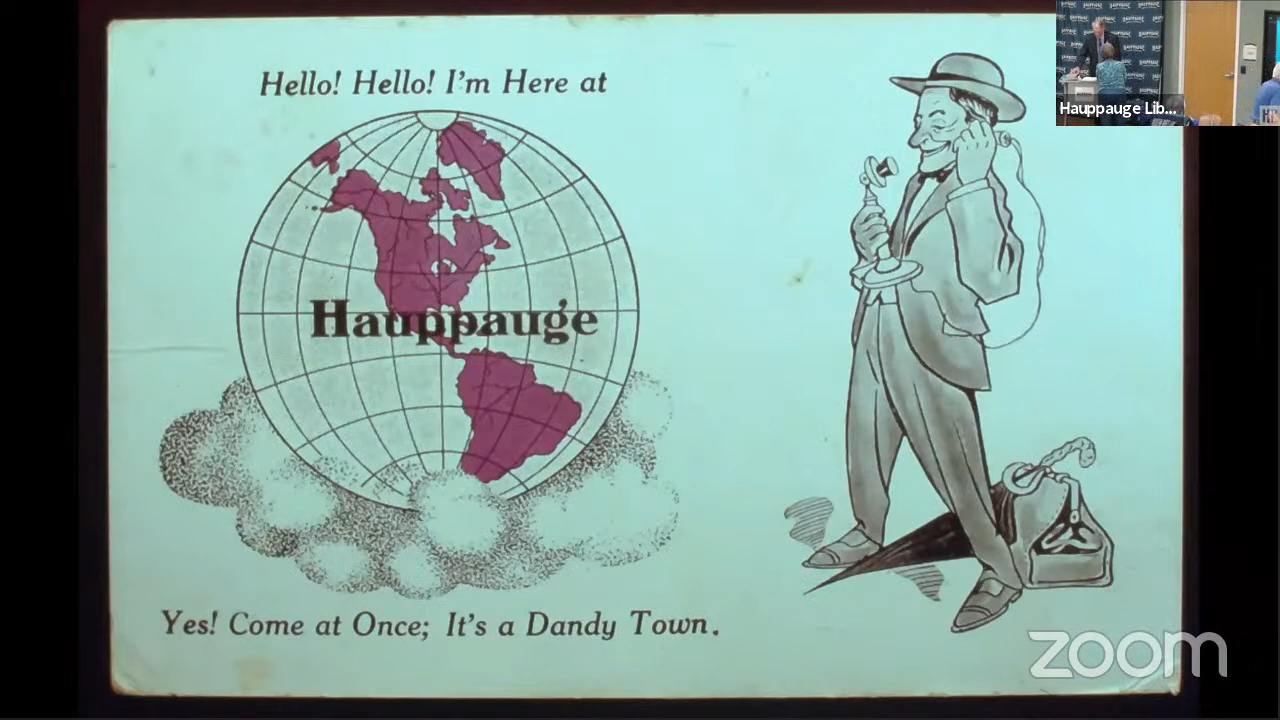 Hello! Hello! I'm Here at
Hauppauge
Yes! Come at Once; It's a Dandy Town.
Hauppauge Lib...
zoom